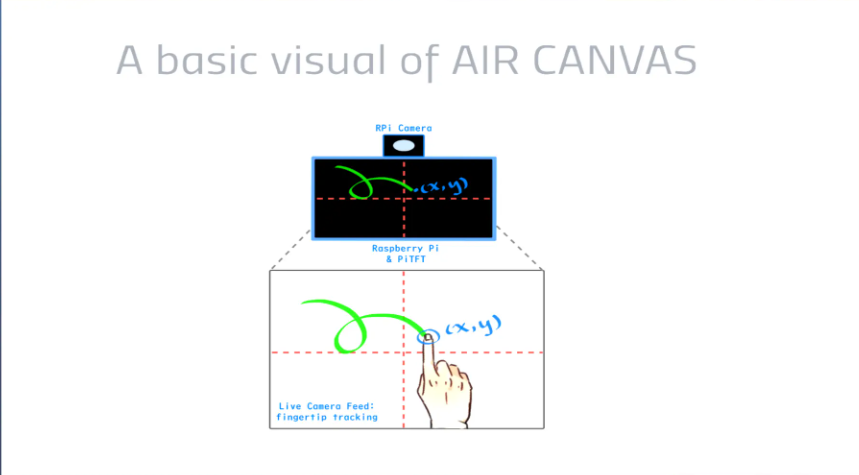 A basic visual of AIR CANVAS
RPi Camera
(x,y)
Raspberry Pi
& PiTFT
(x,y)
Live Camera Feed:
fingertip tracking